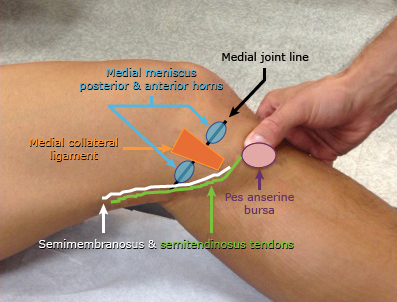 Medial joint line
Medial meniscus
posterior & anterior horns
Medial collateral
ligament
Pes anserine
bursa
Semimembranosus & semitendinosus tendons